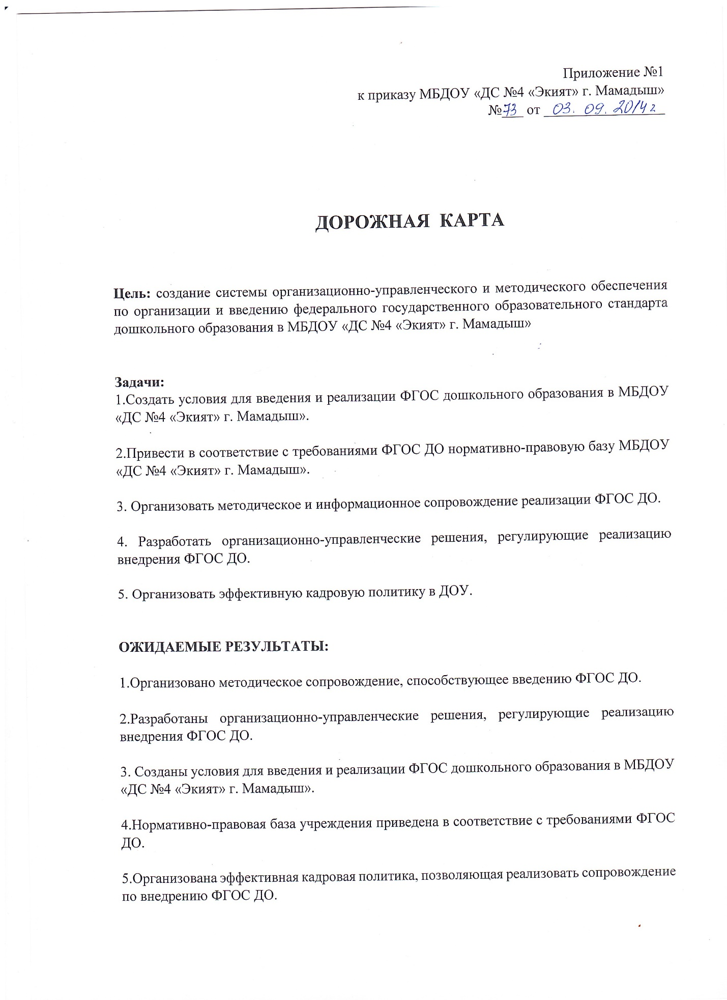 Приложение №1
к приказу МБДОУ «ДС №4 «Экият» г. Мамадыш»
№73 от 03. 09. 2014 г
ДОРОЖНАЯ КАРТА
Цель: создание системы организационно-управленческого и методического обеспечения
по организации и введению федерального государственного образовательного стандарта
дошкольного образования в МБДОУ «ДС №4 «Экият» г. Мамадыш»
Задачи:
1.Создать условия для введения и реализации ФГОС дошкольного образования в МБДОУ
«ДС №4 «Экият» г. Мамадыш».
2.Привести в соответствие с требованиями ФГОС ДО нормативно-правовую базу МБДОУ
«ДС №4 «Экият» г. Мамадыш».
3. Организовать методическое и информационное сопровождение реализации ФГОС ДО.
4. Разработать организационно-управленческие решения, регулирующие реализацию
внедрения ФГОС ДО.
5. Организовать эффективную кадровую политику в ДОУ.
ОЖИДАЕМЫЕ РЕЗУЛЬТАТЫ:
1.Организовано методическое сопровождение, способствующее введению ФГОС ДО.
2.Разработаны организационно-управленческие решения, регулирующие реализацию
внедрения ФГОС ДО.
3. Созданы условия для введения и реализации ФГОС дошкольного образования в МБДОУ
«ДС №4 «Экият» г. Мамадыш».
4.Нормативно-правовая база учреждения приведена в соответствие с требованиями ФГОС
ДО.
5.Организована эффективная кадровая политика, позволяющая реализовать сопровождение
по внедрению ФГОС ДО.